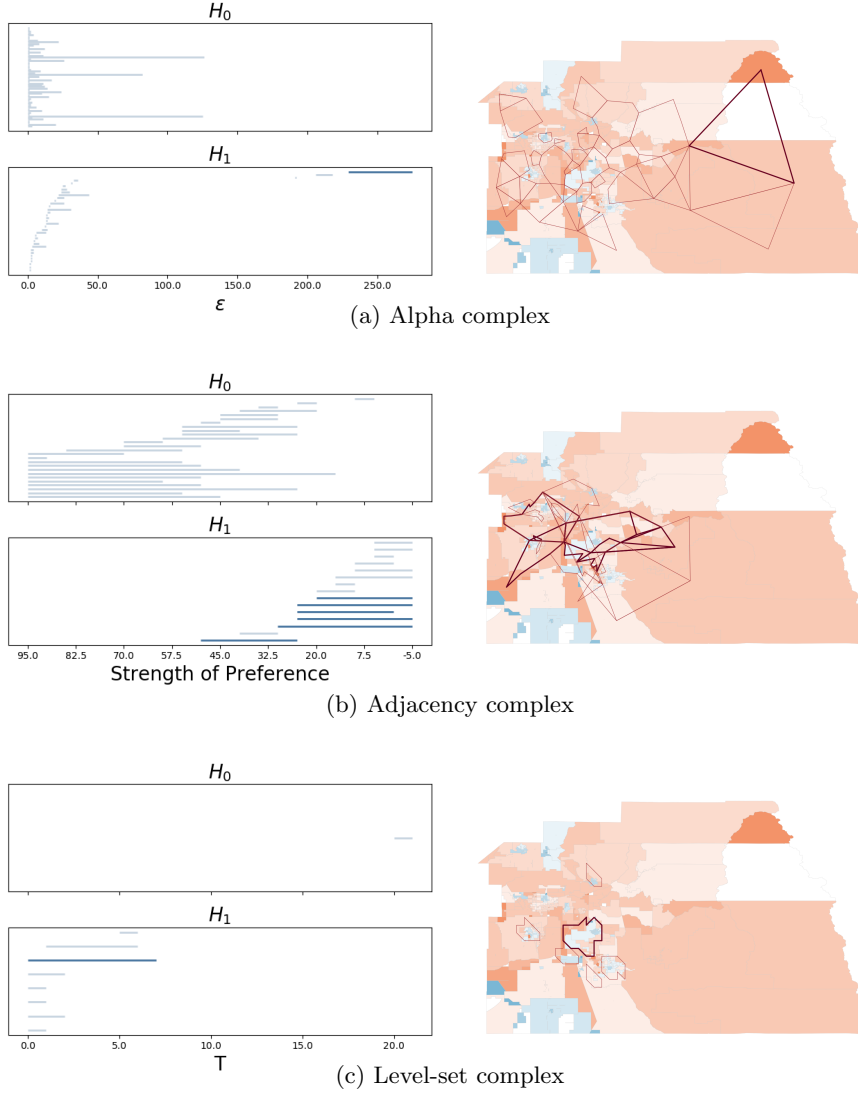 H₀
H₁
0.0 50.0 100.0 150.0 200.0 250.0
ε
(a) Alpha complex
H₀
H₁
95.0 82.5 70.0 57.5 45.0 32.5 20.0 7.5 -5.0
Strength of Preference
(b) Adjacency complex
H₀
H₁
0.0 5.0 10.0 15.0 20.0
T
(c) Level-set complex